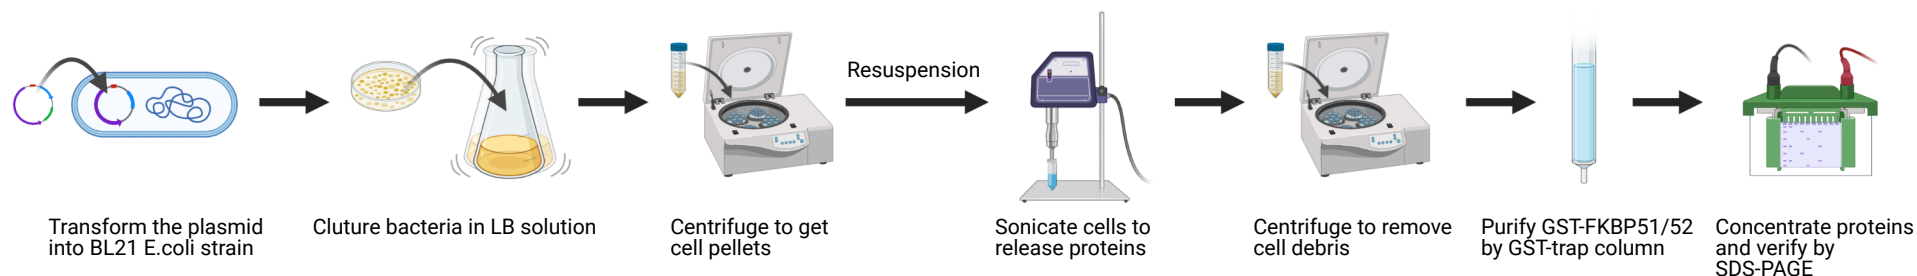 Resuspension
Transform the plasmid
into BL21 E.coli strain
Cluture bacteria in LB solution
Centrifuge to get
cell pellets
Sonicate cells to
release proteins
Centrifuge to remove
cell debris
Purify GST-FKBP51/52
by GST-trap column
Concentrate proteins
and verify by
SDS-PAGE